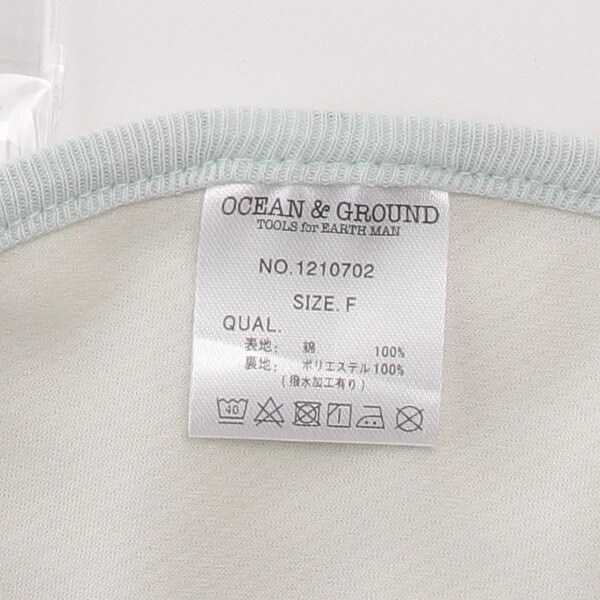 OCEAN & GROUND
TOOLS for EARTH MAN
NO.1210702
SIZE. F
QUAL.
表地: 綿 100%
裏地: ポリエステル100%
(撥水加工有り)
40